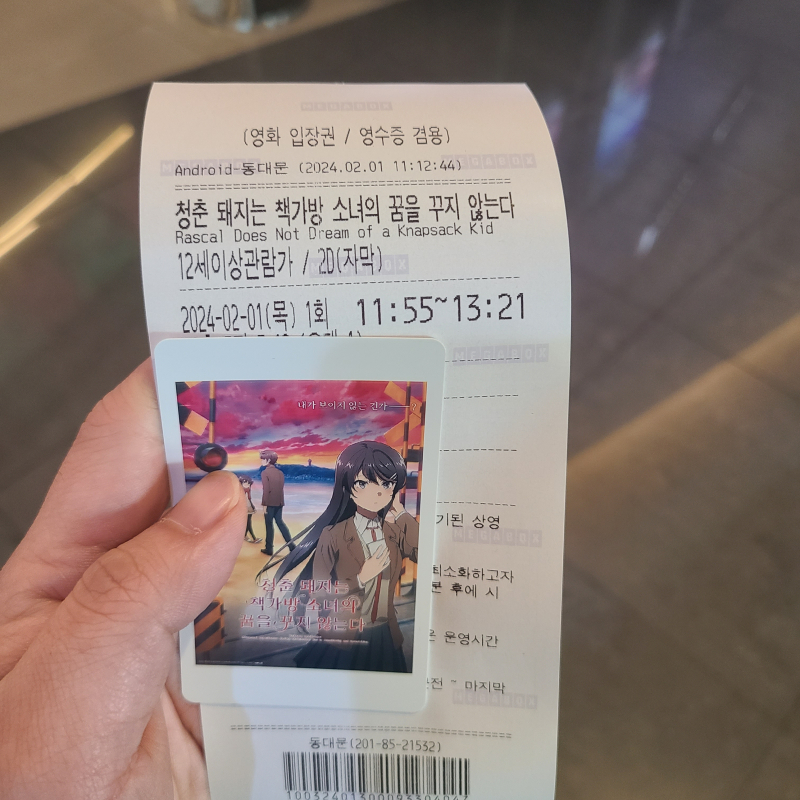 MEGABOX
(영화 입장권 / 영수증 겸용)
Android-동대문 (2024.02.01 11:12:44)
청춘 돼지는 책가방 소녀의 꿈을 꾸지 않는다
Rascal Does Not Dream of a Knapsack Kid
12세이상관람가 / 2D(자막)
2024-02-01(목) 1회 11:55~13:21
내가 보이지 않는 건가——?
청춘 돼지는
책가방 소녀의
꿈을 꾸지 않는다
기된 상영
최소화하고자
후에 시
운영시간
전 ~ 마지막
동대문(201-85-21532)